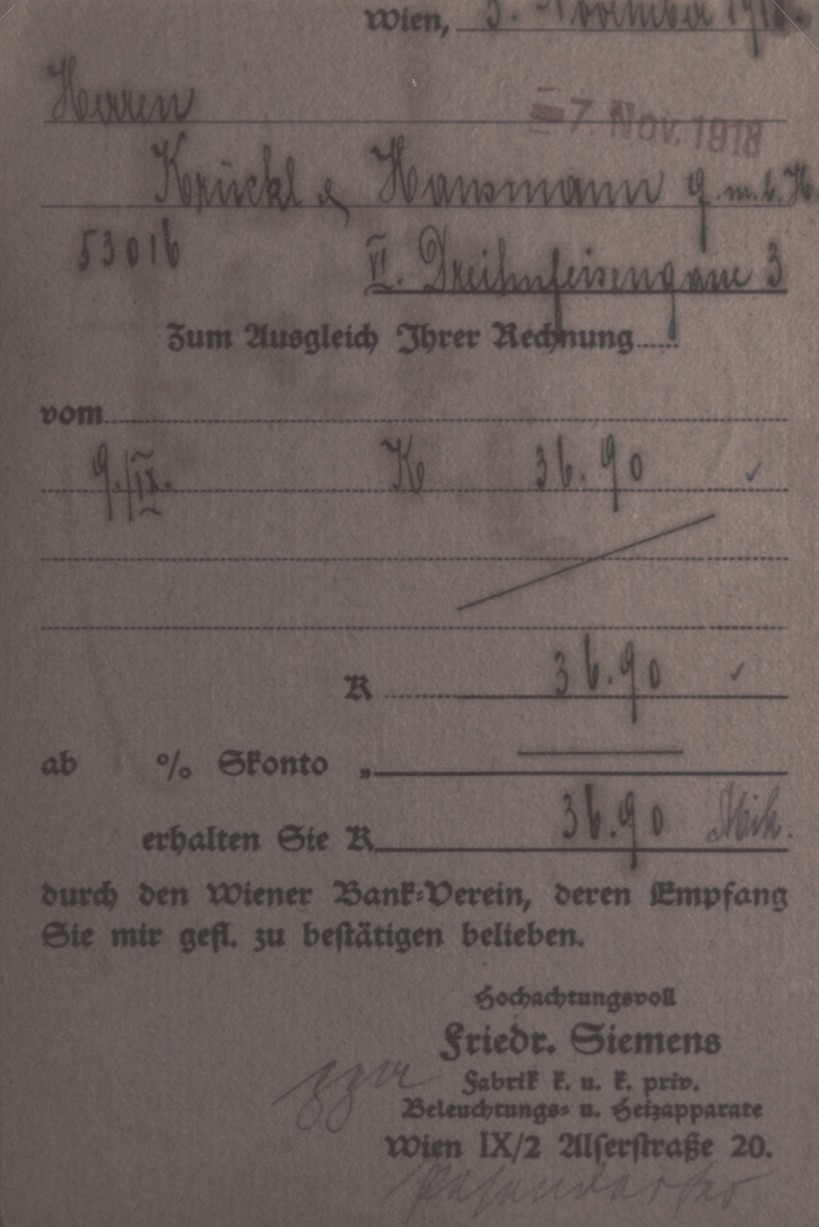 Wien, 5. November 1918
Herren
7. Nov. 1918
Krückl & Hansmann g.m.b.H.
53016 VI. Dreihufeisengasse 3
Zum Ausgleich Ihrer Rechnung
vom
9./IX. K 36.90 ✓
K 36.90 ✓
ab % Skonto „
erhalten Sie K 36.90
durch den Wiener Bank-Verein, deren Empfang
Sie mir gefl. zu bestätigen belieben.
Hochachtungsvoll
Friedr. Siemens
Fabrik k. u. k. priv.
Beleuchtungs- u. Heizapparate
Wien IX/2 Alserstraße 20.